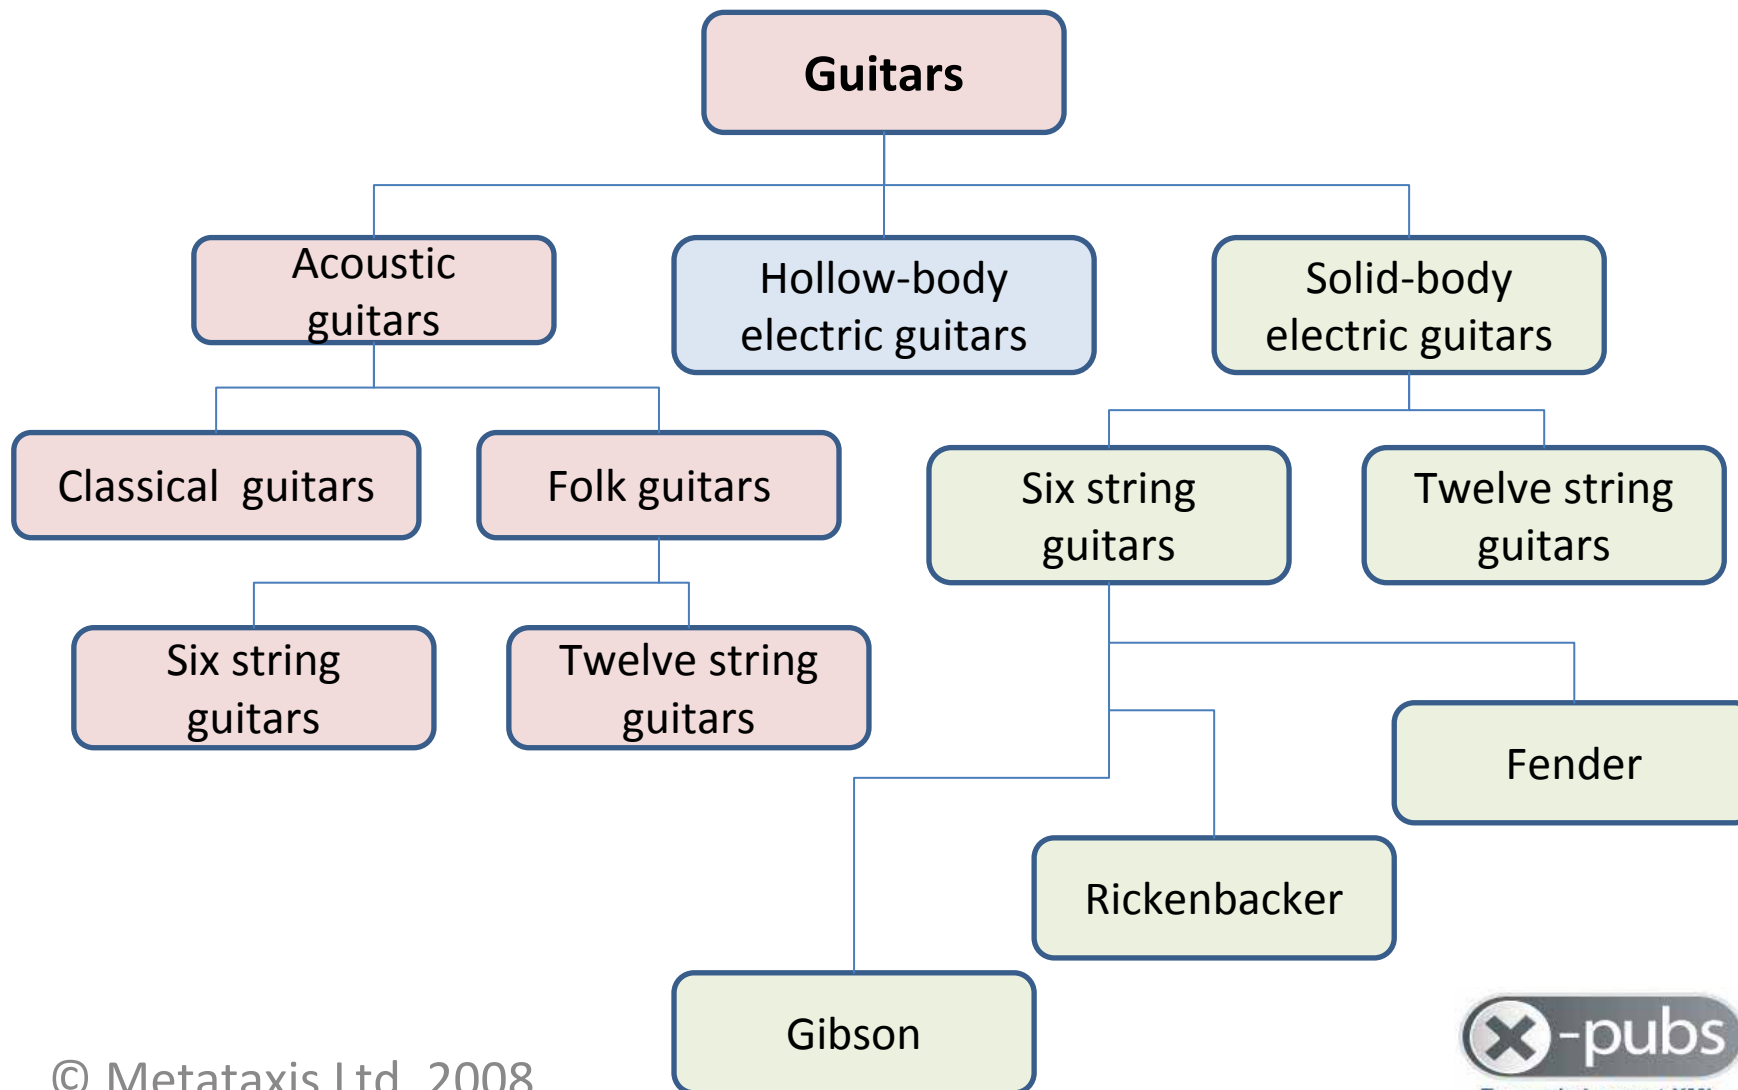 Guitars
Acoustic
guitars
Hollow-body
electric guitars
Solid-body
electric guitars
Classical guitars
Folk guitars
Six string
guitars
Twelve string
guitars
Six string
guitars
Twelve string
guitars
Fender
Rickenbacker
Gibson
© Metataxis Ltd. 2008
X-pubs